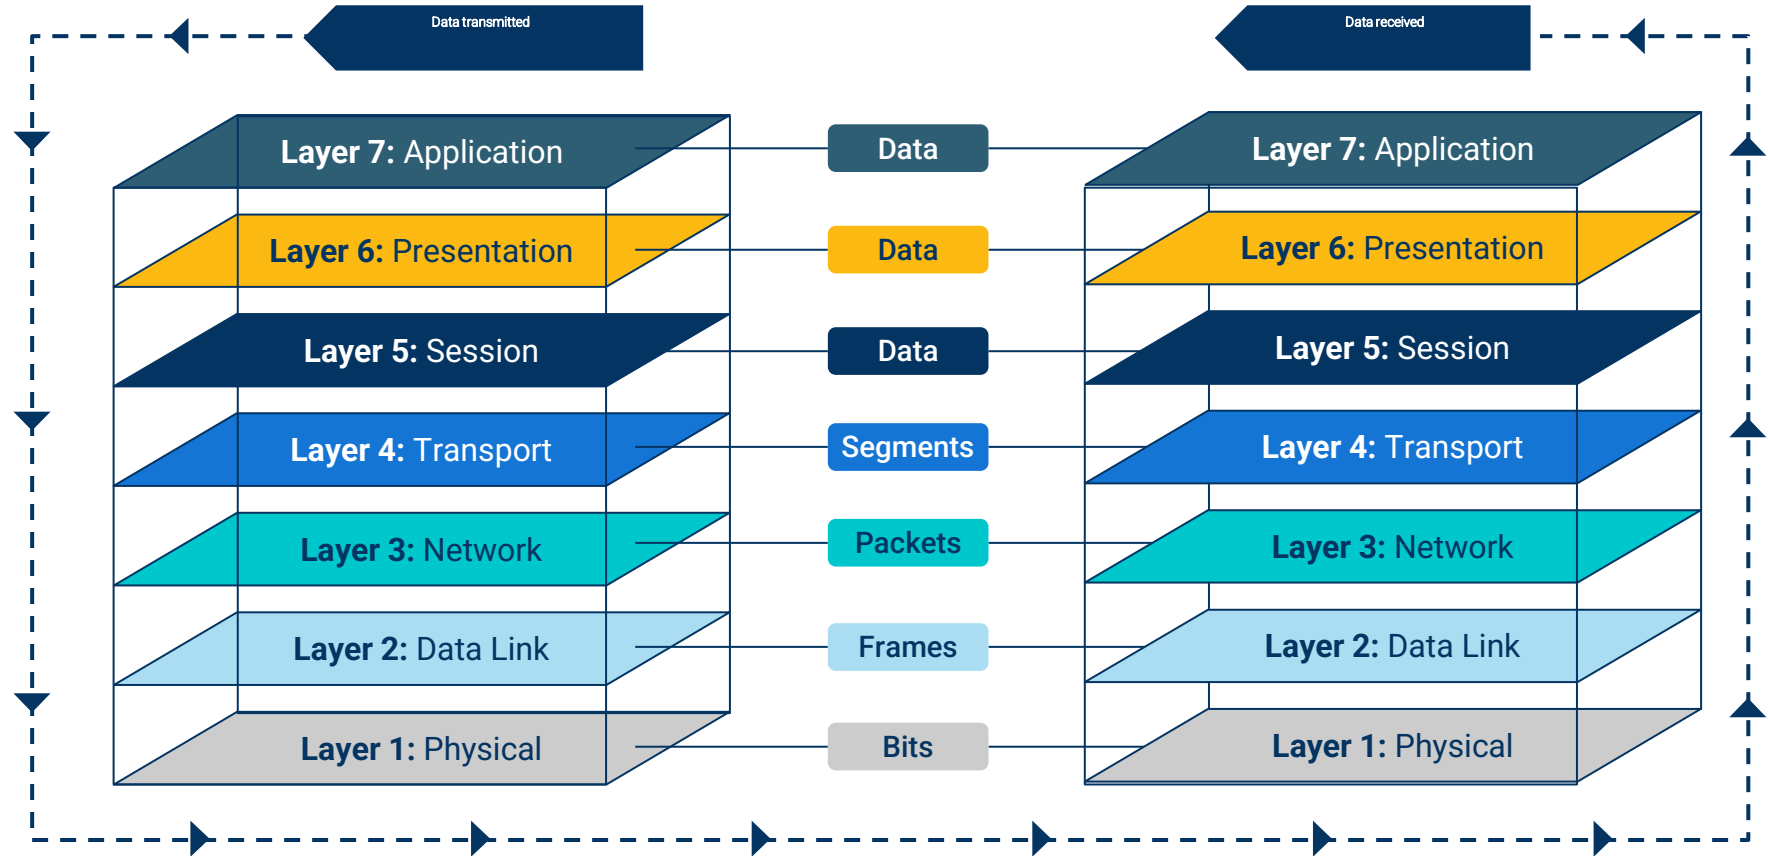 Data transmitted
Data received
Layer 7: Application
Data
Layer 7: Application
Layer 6: Presentation
Data
Layer 6: Presentation
Layer 5: Session
Data
Layer 5: Session
Layer 4: Transport
Segments
Layer 4: Transport
Layer 3: Network
Packets
Layer 3: Network
Layer 2: Data Link
Frames
Layer 2: Data Link
Layer 1: Physical
Bits
Layer 1: Physical